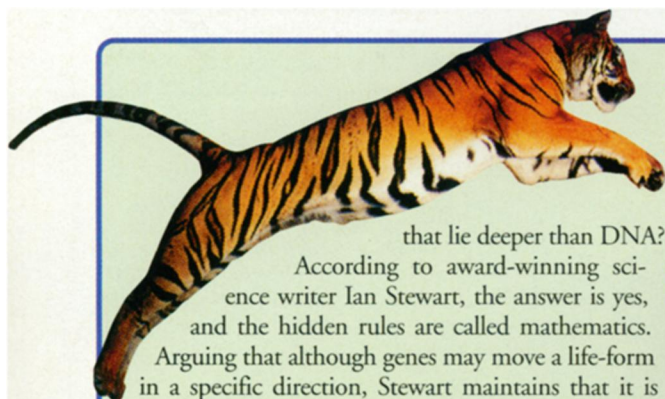 that lie deeper than DNA?
According to award-winning sci-
ence writer Ian Stewart, the answer is yes,
and the hidden rules are called mathematics.
Arguing that although genes may move a life-form
in a specific direction, Stewart maintains that it is